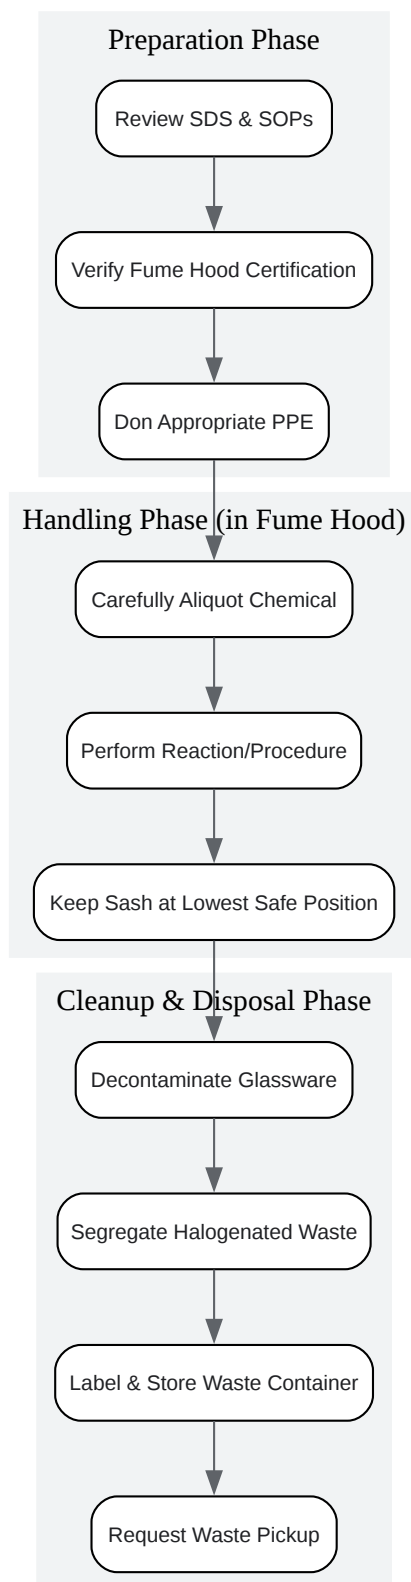 Preparation Phase
Review SDS & SOPs
Verify Fume Hood Certification
Don Appropriate PPE
Handling Phase (in Fume Hood)
Carefully Aliquot Chemical
Perform Reaction/Procedure
Keep Sash at Lowest Safe Position
Cleanup & Disposal Phase
Decontaminate Glassware
Segregate Halogenated Waste
Label & Store Waste Container
Request Waste Pickup